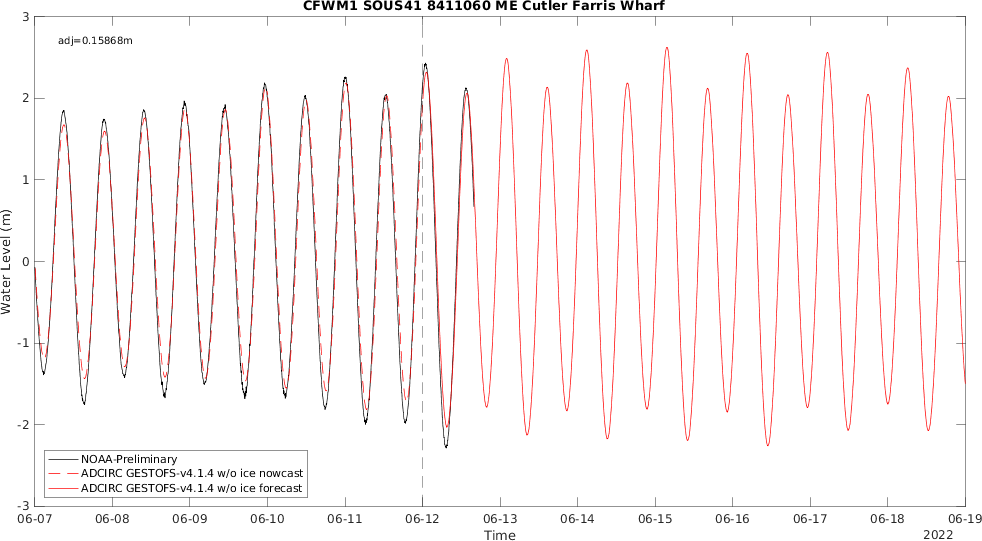 CFWM1 SOUS41 8411060 ME Cutler Farris Wharf
adj=0.15868m
3
2
1
0
-1
-2
-3
Water Level (m)
NOAA-Preliminary
ADCIRC GESTOFS-v4.1.4 w/o ice nowcast
ADCIRC GESTOFS-v4.1.4 w/o ice forecast
06-07 06-08 06-09 06-10 06-11 06-12 06-13 06-14 06-15 06-16 06-17 06-18 06-19
Time
2022